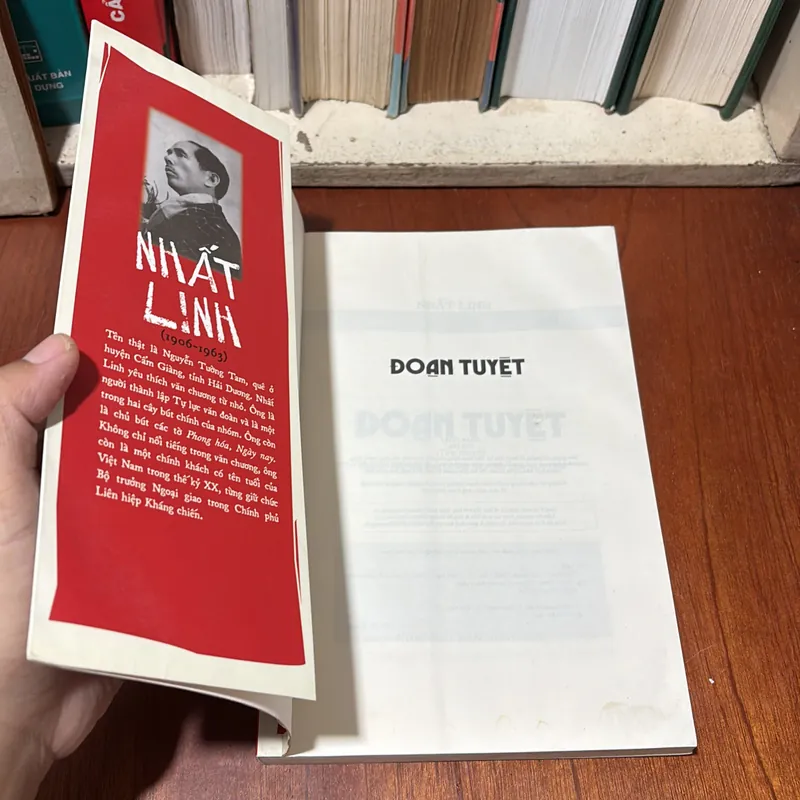 UẤT BẢN
DỰNG
NHẤT
LINH
(1906-1963)
Tên thật là Nguyễn Tường Tam, quê ở
huyện Cẩm Giàng, tỉnh Hải Dương, Nhất
Linh yêu thích văn chương từ nhỏ. Ông là
người thành lập Tự lực văn đoàn và là một
trong hai cây bút chính của nhóm. Ông còn
là chủ bút các tờ Phong hóa, Ngày nay.
Không chỉ nổi tiếng trong văn chương, ông
còn là một chính khách có tên tuổi của
Việt Nam trong thế kỷ XX, từng giữ chức
Bộ trưởng Ngoại giao trong Chính phủ
Liên hiệp Kháng chiến.
ĐOẠN TUYỆT